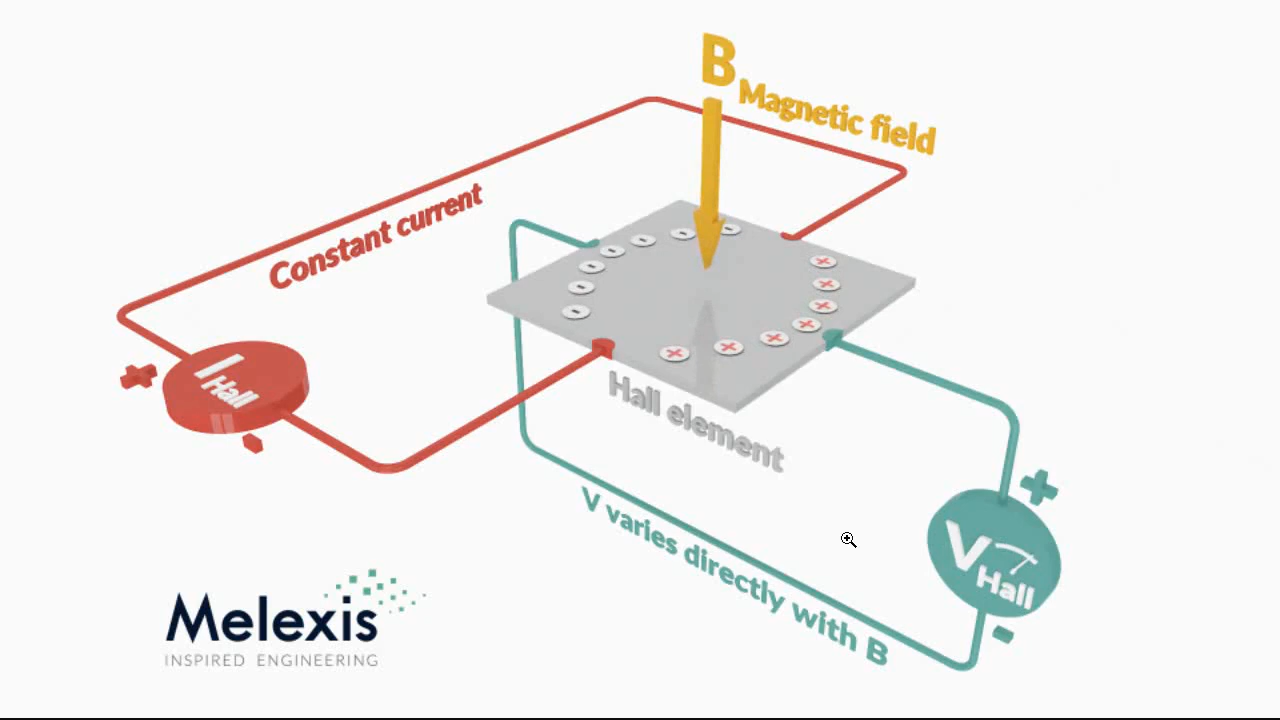 B Magnetic field
Constant current
- - - - - - - -
+ + + + + + + +
+
I Hall
-
Hall element
V varies directly with B
+
V Hall
-
Melexis
INSPIRED ENGINEERING